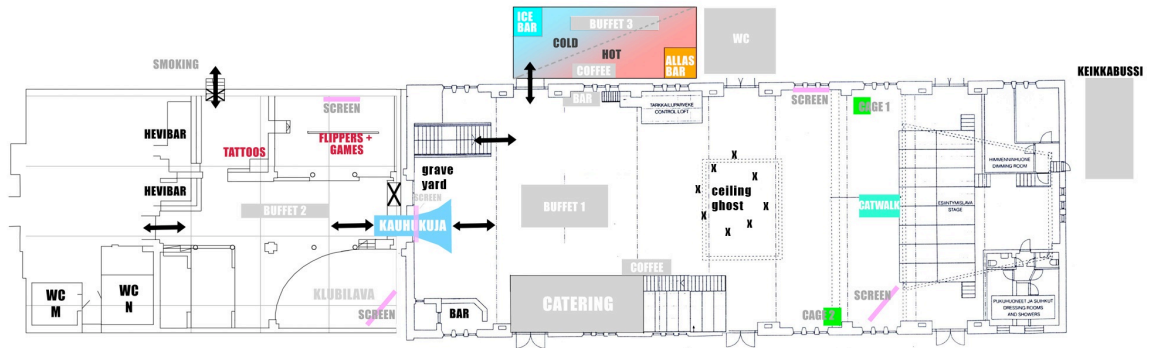 ICE
BAR
BUFFET 3
COLD
HOT
COFFEE
ALLAS
BAR
WC
KEIKKABUSSI
SMOKING
SCREEN
HEVIBAR
TATTOOS
FLIPPERS +
GAMES
HEVIBAR
BUFFET 2
grave
yard
SCREEN
KAUHUKUJA
BAR
TARKKAILUPARVEKE
CONTROL LOFT
SCREEN
CAGE 1
BUFFET 1
ceiling
ghost
X
X
X
X
X
X
X
CATWALK
HIMMENNINHUONE
DIMMING ROOM
ESIINTYMISLAVA
STAGE
WC
M
WC
N
KLUBILAVA
SCREEN
BAR
COFFEE
CATERING
SCREEN
CAGE 2
PUKUHUONEET JA SUIHKUT
DRESSING ROOMS
AND SHOWERS